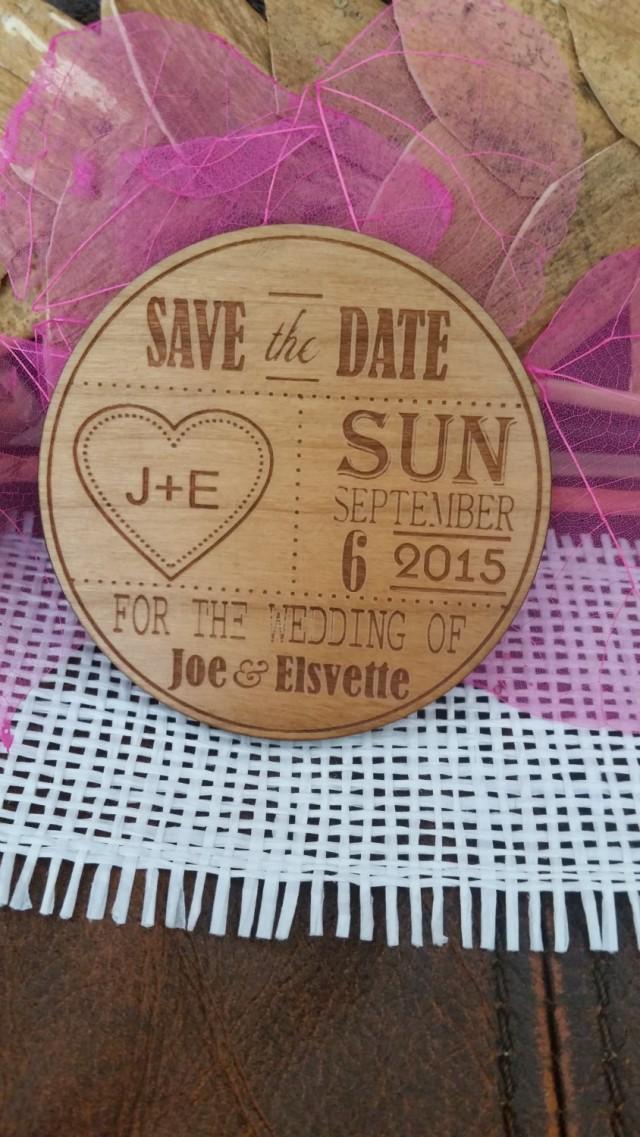 SAVE the DATE
J+E
SUN
SEPTEMBER
6 2015
FOR THE WEDDING OF
Joe & Elsvette